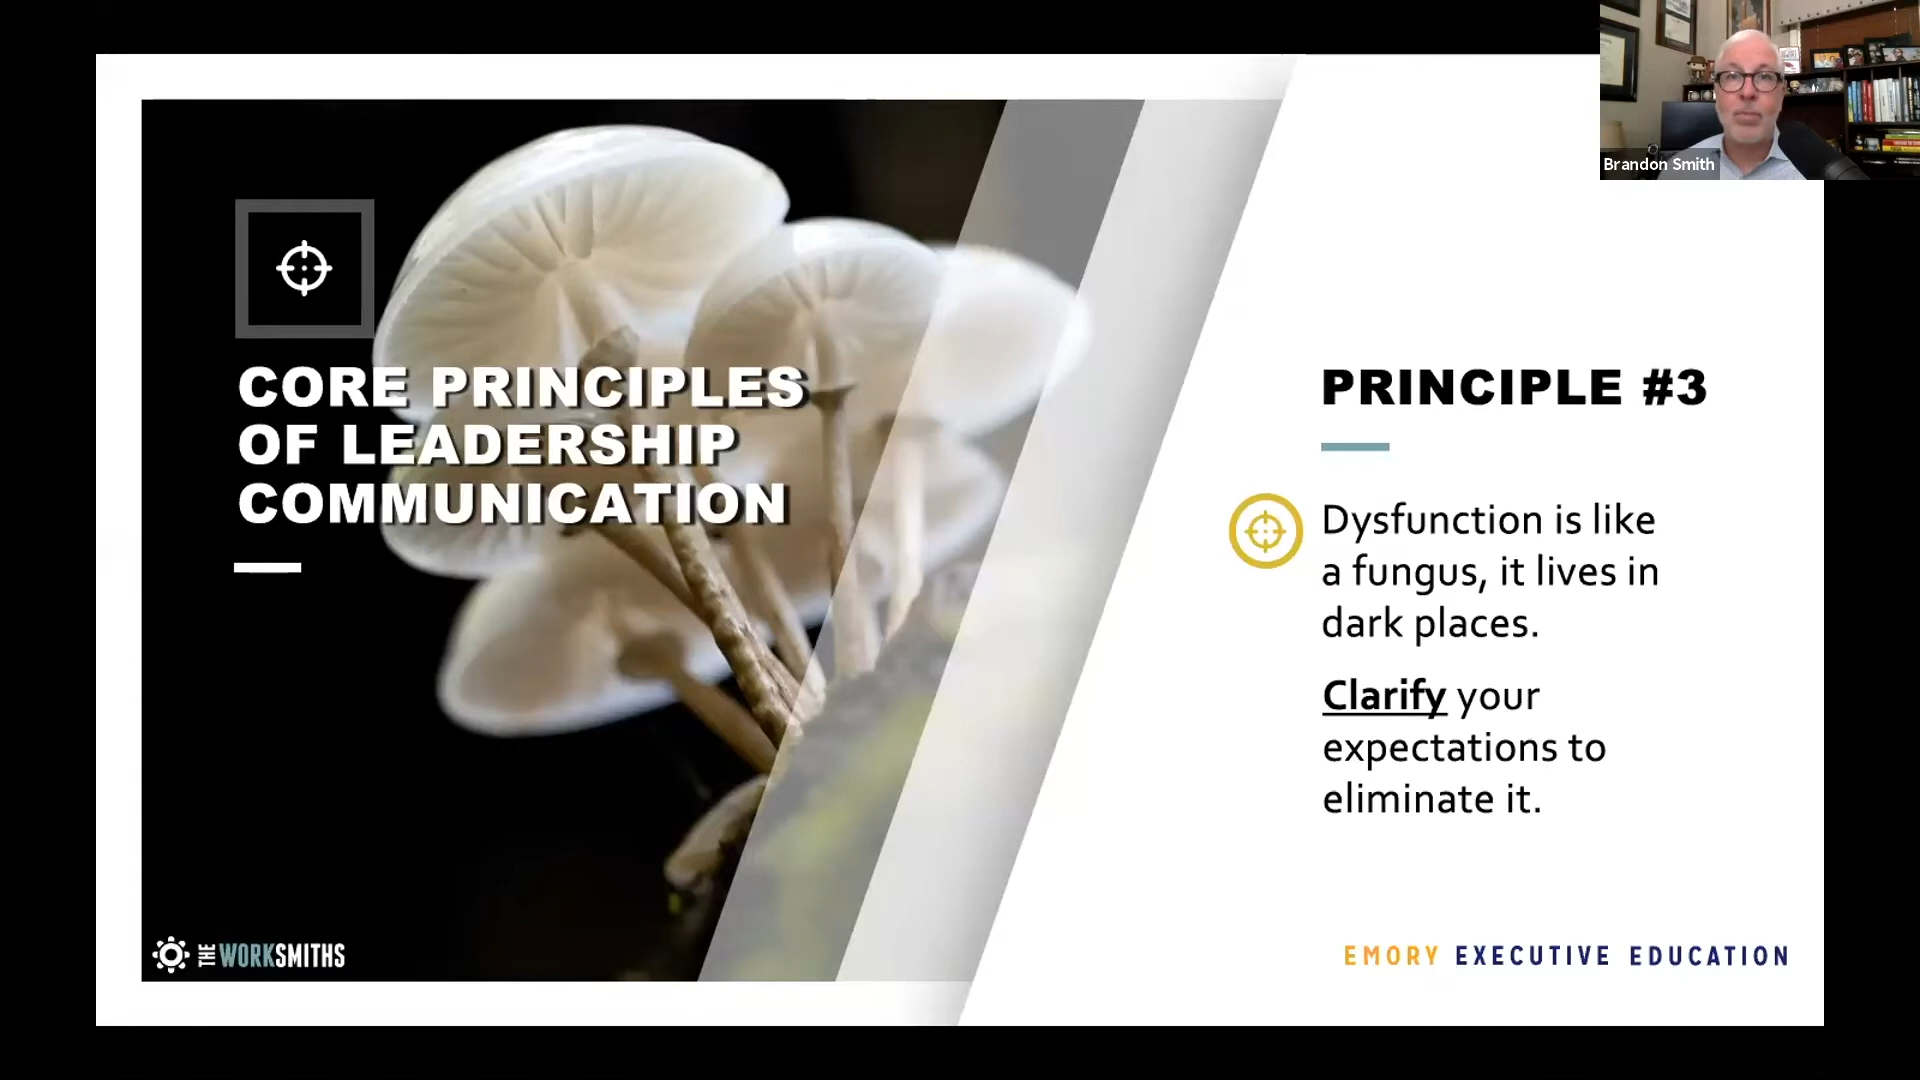 Brandon Smith
CORE PRINCIPLES
OF LEADERSHIP
COMMUNICATION
PRINCIPLE #3
Dysfunction is like
a fungus, it lives in
dark places.
Clarify your
expectations to
eliminate it.
THE WORKSMITHS
EMORY EXECUTIVE EDUCATION